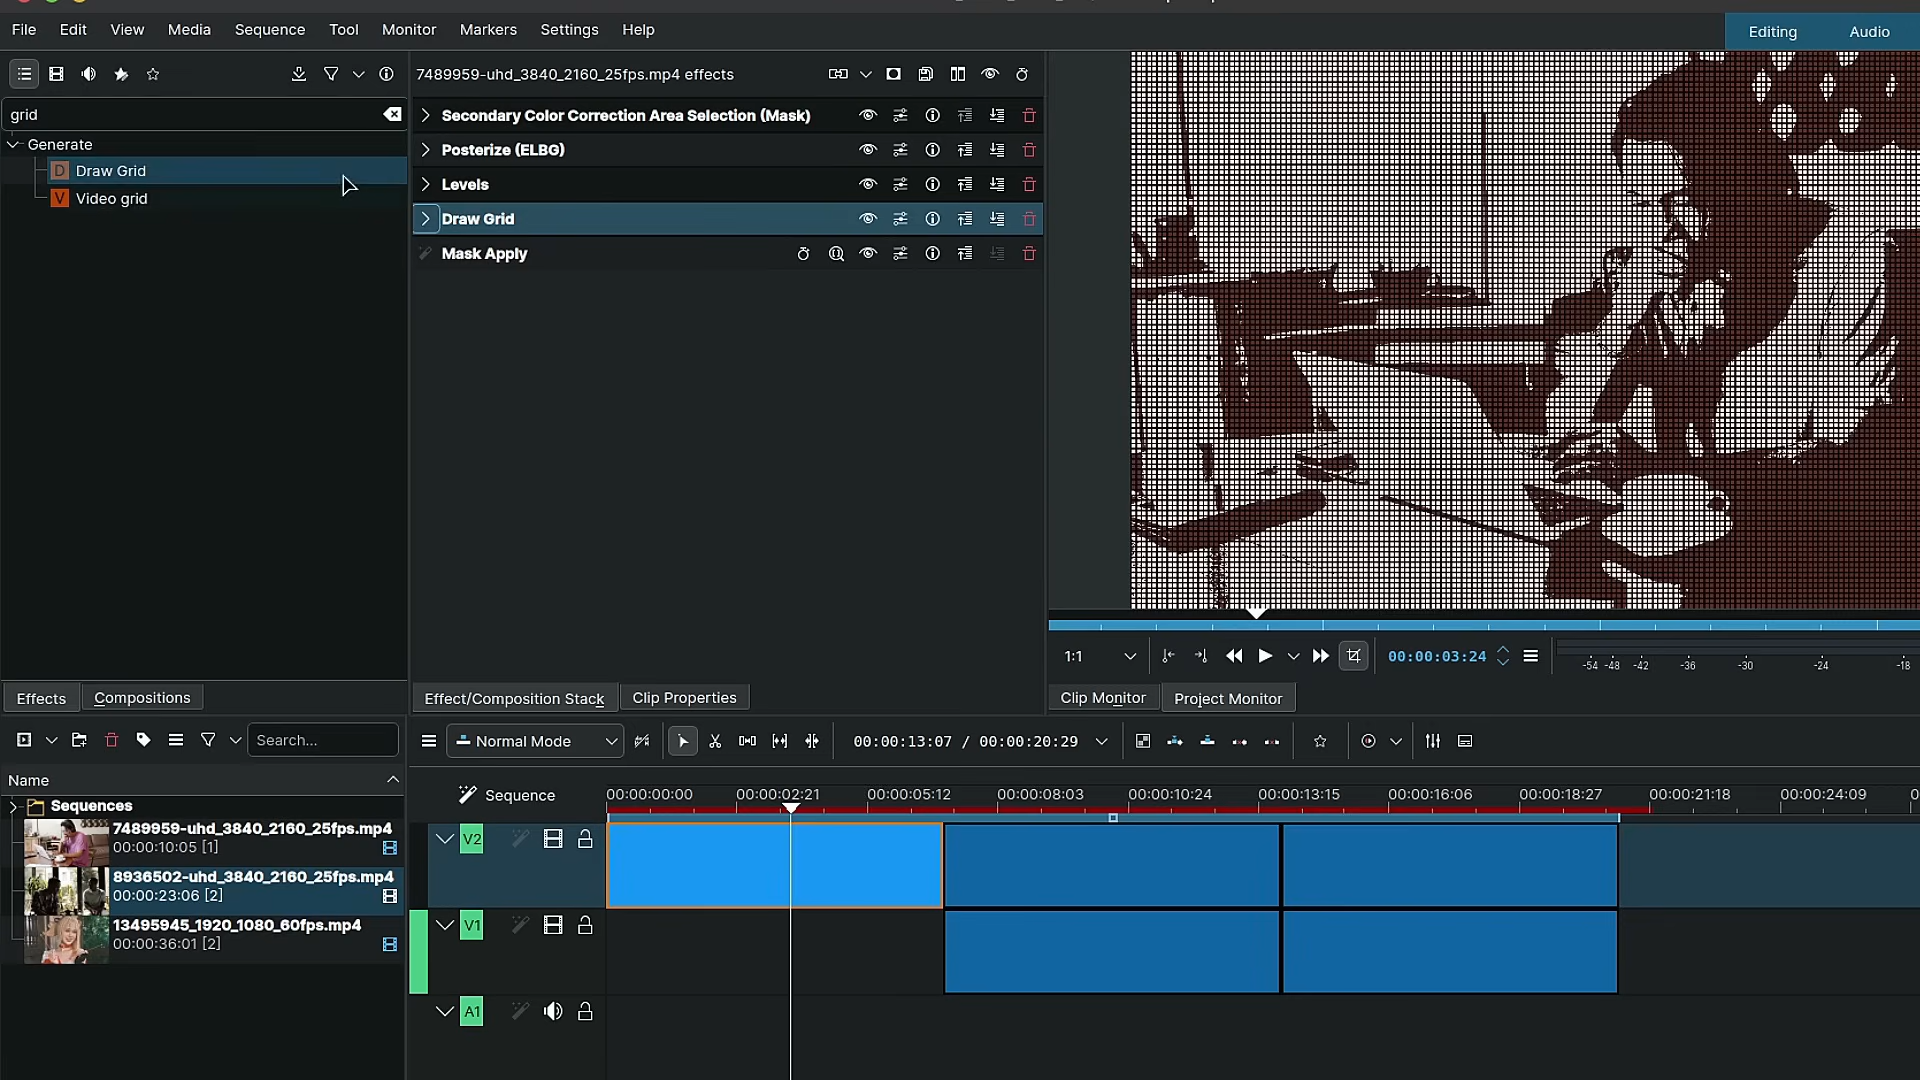 File Edit View Media Sequence Tool Monitor Markers Settings Help
Editing Audio
7489959-uhd_3840_2160_25fps.mp4 effects
grid
Generate
D Draw Grid
V Video grid
Secondary Color Correction Area Selection (Mask)
Posterize (ELBG)
Levels
Draw Grid
Mask Apply
1:1
00:00:03:24
-54 -48 -42 -36 -30 -24 -18
Effects Compositions
Effect/Composition Stack Clip Properties
Clip Monitor Project Monitor
Search...
Normal Mode
00:00:13:07 / 00:00:20:29
Name
Sequences
7489959-uhd_3840_2160_25fps.mp4
00:00:10:05 [1]
8936502-uhd_3840_2160_25fps.mp4
00:00:23:06 [2]
13495945_1920_1080_60fps.mp4
00:00:36:01 [2]
Sequence
00:00:00:00 00:00:02:21 00:00:05:12 00:00:08:03 00:00:10:24 00:00:13:15 00:00:16:06 00:00:18:27 00:00:21:18 00:00:24:09
V2
V1
A1